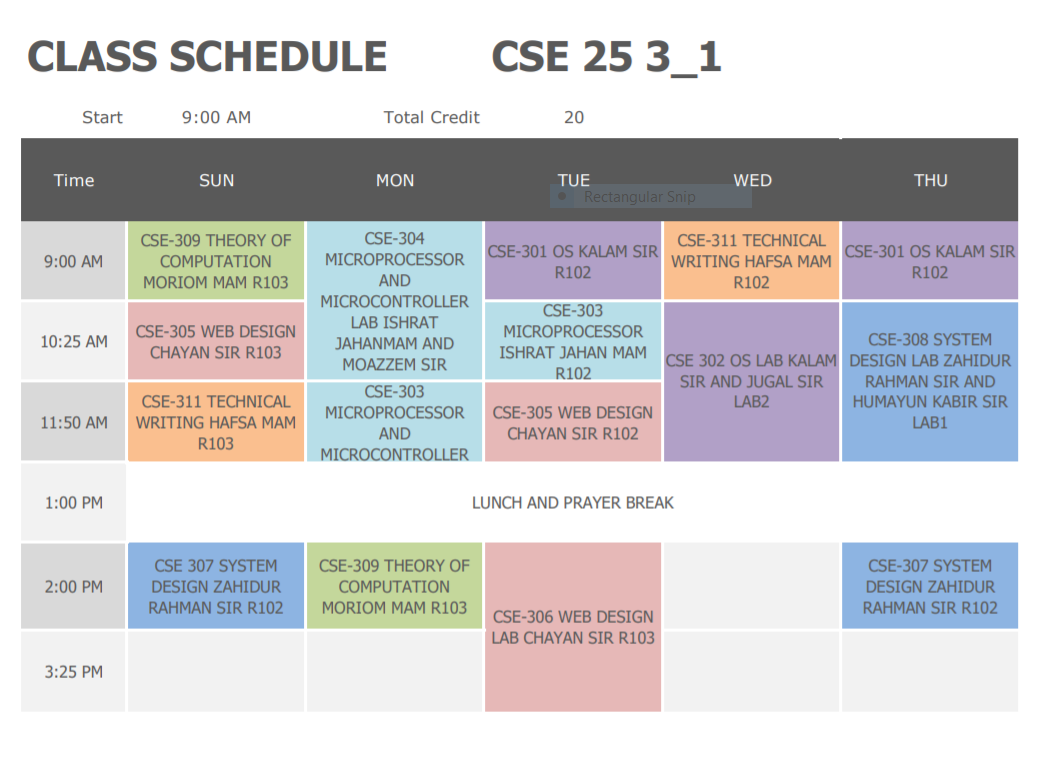 CLASS SCHEDULE CSE 25 3_1
Start 9:00 AM Total Credit 20
Time SUN MON TUE WED THU
Rectangular Snip
9:00 AM
CSE-309 THEORY OF
COMPUTATION
MORIOM MAM R103
CSE-304
MICROPROCESSOR
AND
MICROCONTROLLER
LAB ISHRAT
JAHANMAM AND
MOAZZEM SIR
CSE-301 OS KALAM SIR
R102
CSE-311 TECHNICAL
WRITING HAFSA MAM
R102
CSE-301 OS KALAM SIR
R102
10:25 AM
CSE-305 WEB DESIGN
CHAYAN SIR R103
CSE-303
MICROPROCESSOR
ISHRAT JAHAN MAM
R102
CSE 302 OS LAB KALAM
SIR AND JUGAL SIR
LAB2
CSE-308 SYSTEM
DESIGN LAB ZAHIDUR
RAHMAN SIR AND
HUMAYUN KABIR SIR
LAB1
11:50 AM
CSE-311 TECHNICAL
WRITING HAFSA MAM
R103
CSE-303
MICROPROCESSOR
AND
MICROCONTROLLER
CSE-305 WEB DESIGN
CHAYAN SIR R102
1:00 PM
LUNCH AND PRAYER BREAK
2:00 PM
CSE 307 SYSTEM
DESIGN ZAHIDUR
RAHMAN SIR R102
CSE-309 THEORY OF
COMPUTATION
MORIOM MAM R103
CSE-306 WEB DESIGN
LAB CHAYAN SIR R103
CSE-307 SYSTEM
DESIGN ZAHIDUR
RAHMAN SIR R102
3:25 PM